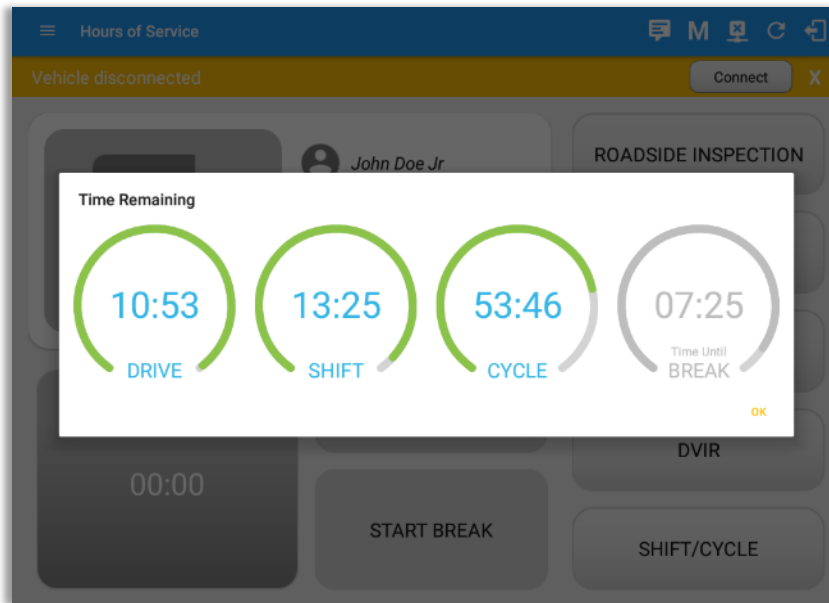 Hours of Service
M
Vehicle disconnected
Connect
X
John Doe Jr
ROADSIDE INSPECTION
Time Remaining
10:53
DRIVE
13:25
SHIFT
53:46
CYCLE
07:25
Time Until
BREAK
OK
DVIR
00:00
START BREAK
SHIFT/CYCLE